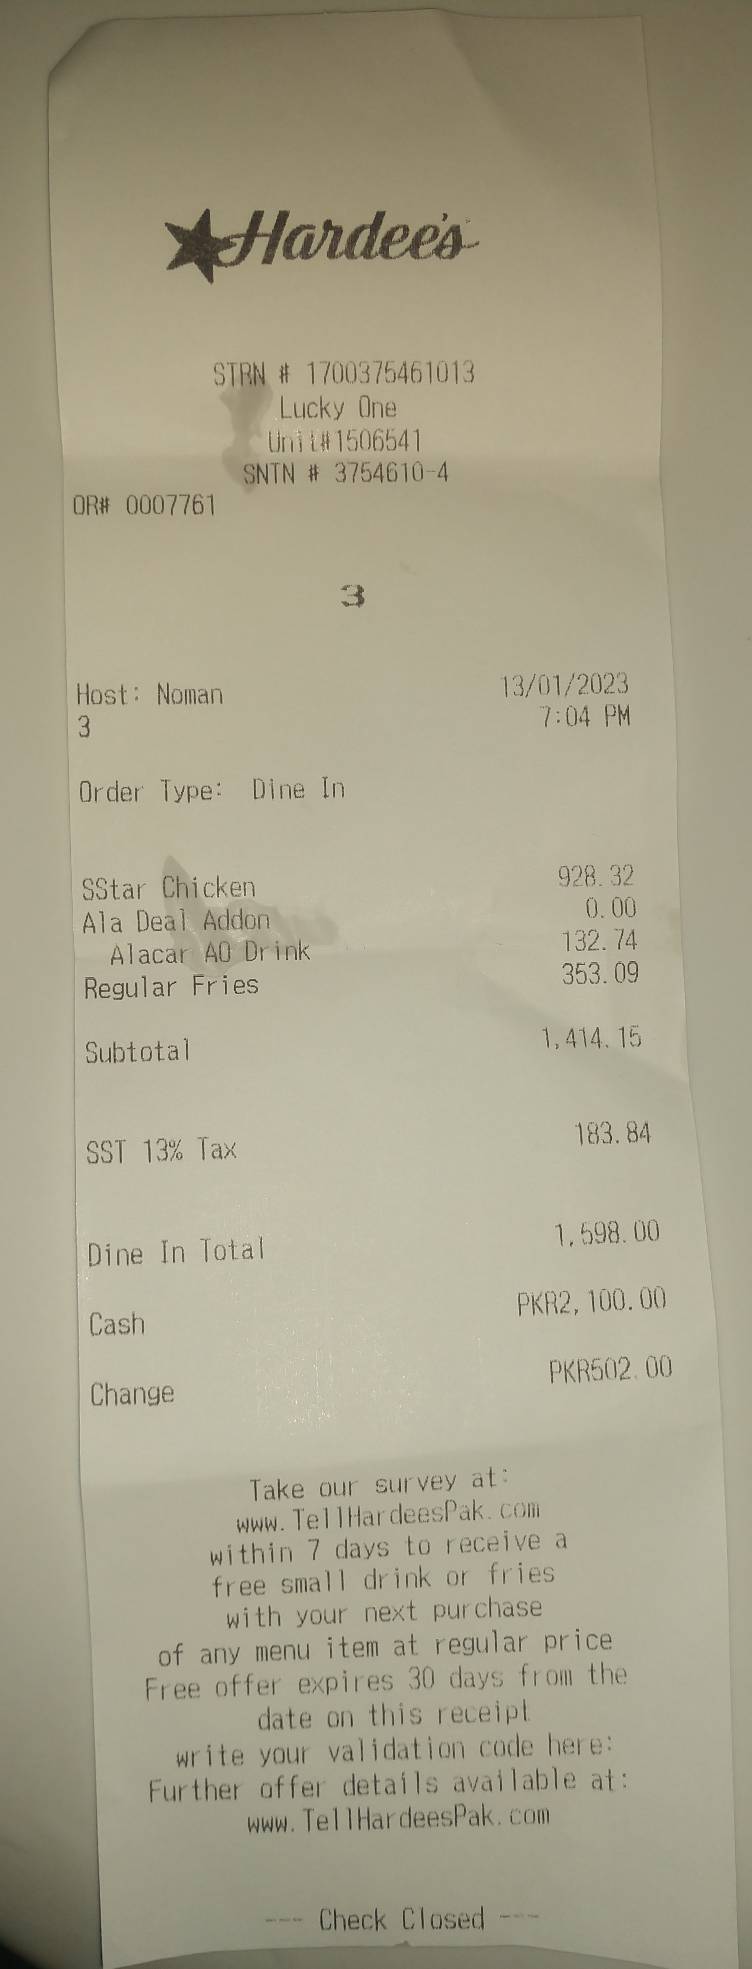 Hardee's
STRN # 1700375461013
Lucky One
Unit#1506541
SNTN # 3754610-4
OR# 0007761
3
Host: Noman 13/01/2023
3 7:04 PM
Order Type: Dine In
SStar Chicken 928.32
Ala Deal Addon 0.00
Alacar AO Drink 132.74
Regular Fries 353.09
Subtotal 1,414.15
SST 13% Tax 183.84
Dine In Total 1,598.00
Cash PKR2,100.00
Change PKR502.00
Take our survey at:
www.TellHardeesPak.com
within 7 days to receive a
free small drink or fries
with your next purchase
of any menu item at regular price
Free offer expires 30 days from the
date on this receipt
write your validation code here:
Further offer details available at:
www.TellHardeesPak.com
--- Check Closed ---